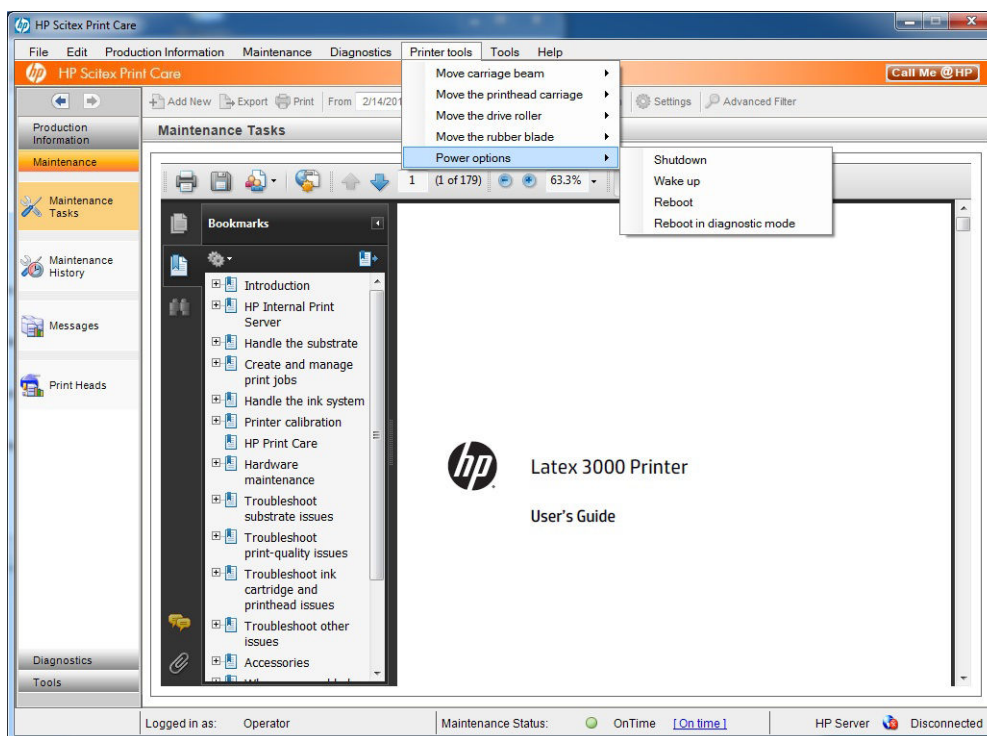 HP Scitex Print Care
File Edit Production Information Maintenance Diagnostics Printer tools Tools Help
hp HP Scitex Print Care
Call Me @ HP
Add New Export Print From 2/14/201 Settings Advanced Filter
Move carriage beam
Move the printhead carriage
Move the drive roller
Move the rubber blade
Power options
Shutdown
Wake up
Reboot
Reboot in diagnostic mode
Production
Information
Maintenance
Maintenance
Tasks
Maintenance
History
Messages
Print Heads
Diagnostics
Tools
Maintenance Tasks
1 (1 of 179) 63.3%
Bookmarks
Introduction
HP Internal Print
Server
Handle the substrate
Create and manage
print jobs
Handle the ink system
Printer calibration
HP Print Care
Hardware
maintenance
Troubleshoot
substrate issues
Troubleshoot
print-quality issues
Troubleshoot ink
cartridge and
printhead issues
Troubleshoot other
issues
Accessories
hp
Latex 3000 Printer
User's Guide
Logged in as: Operator Maintenance Status: OnTime [On time] HP Server Disconnected